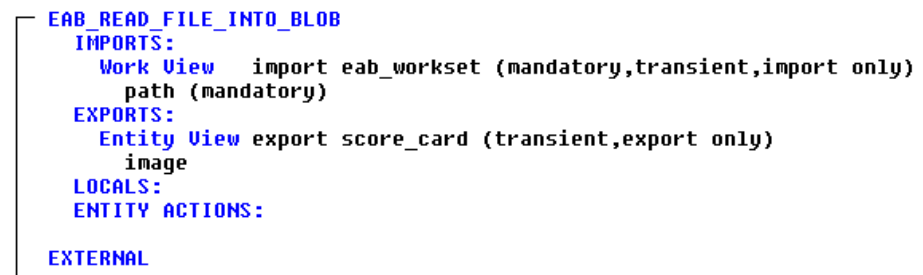 EAB_READ_FILE_INTO_BLOB
IMPORTS:
Work View import eab_workset (mandatory,transient,import only)
path (mandatory)
EXPORTS:
Entity View export score_card (transient,export only)
image
LOCALS:
ENTITY ACTIONS:
EXTERNAL